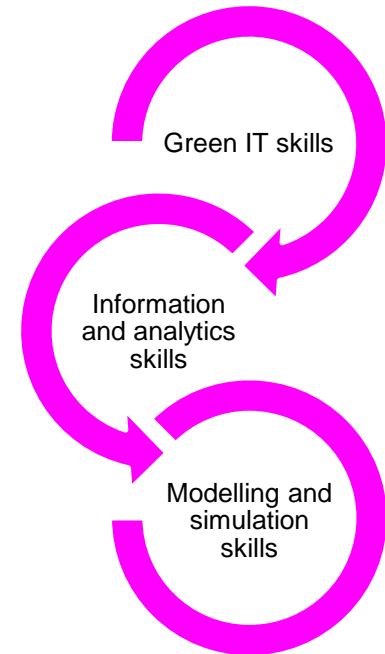 Green IT skills
Information
and analytics
skills
Modelling and
simulation
skills